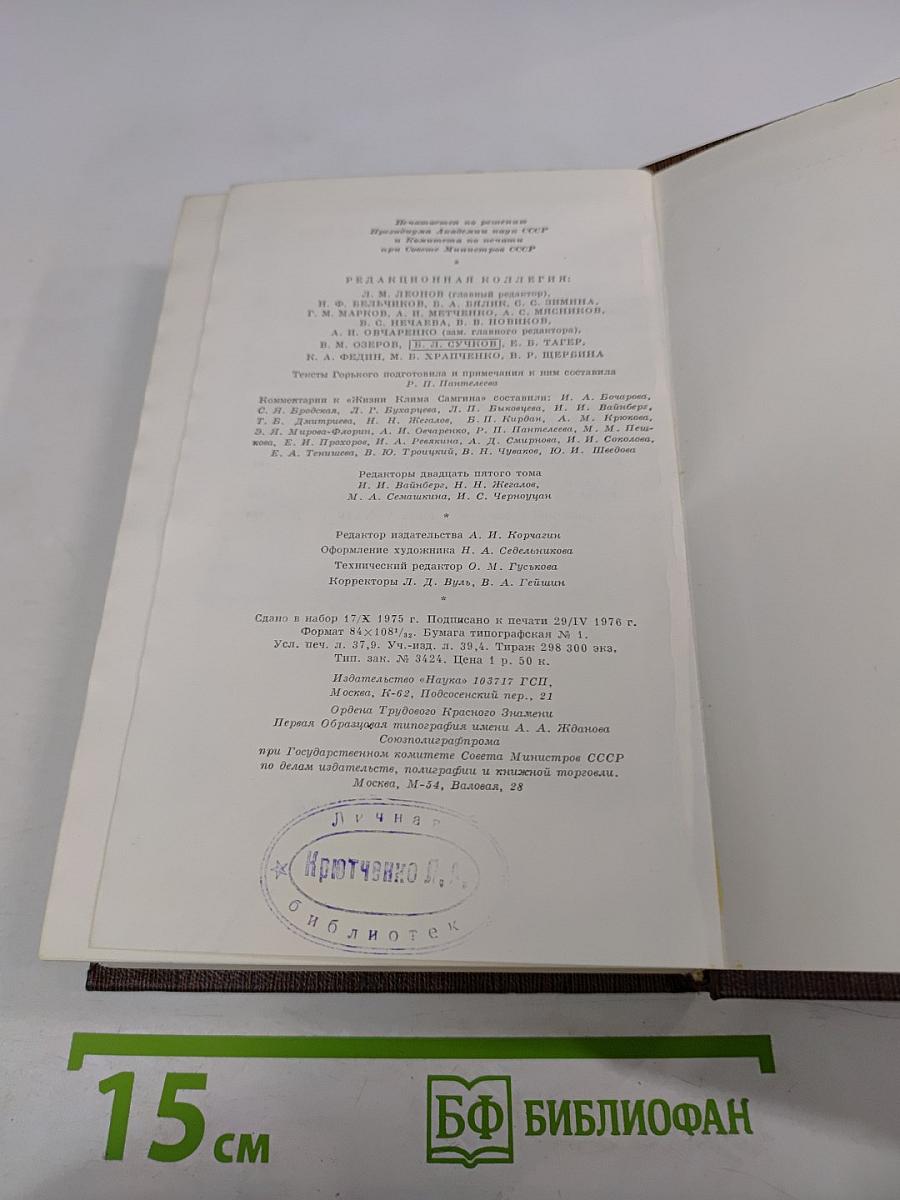 Печатается по решению
Президиума Академии наук СССР
и Комитета по печати
при Совете Министров СССР
*
РЕДАКЦИОННАЯ КОЛЛЕГИЯ:
Л. М. ЛЕОНОВ (главный редактор),
Н. Ф. БЕЛЬЧИКОВ, Б. А. БЯЛИК, С. С. ЗИМИНА,
Г. М. МАРКОВ, А. И. МЕТЧЕНКО, А. С. МЯСНИКОВ,
В. С. НЕЧАЕВА, В. В. НОВИКОВ,
А. И. ОВЧАРЕНКО (зам. главного редактора),
В. М. ОЗЕРОВ, Б. Л. СУЧКОВ, Е. Б. ТАГЕР,
К. А. ФЕДИН, М. Б. ХРАПЧЕНКО, В. Р. ЩЕРБИНА
Тексты Горького подготовила и примечания к ним составила
Р. П. Пантелеева
Комментарии к «Жизни Клима Самгина» составили: И. А. Бочарова,
С. Я. Бродская, Л. Г. Бухарцева, Л. П. Быковцева, И. И. Вайнберг,
Т. Б. Дмитриева, Н. Н. Жегалов, Б. П. Кирдан, А. М. Крюкова,
Э. Я. Мирова-Флорин, А. И. Овчаренко, Р. П. Пантелеева, М. М. Пеш-
кова, Е. И. Прохоров, И. А. Ревякина, А. Д. Смирнова, И. И. Соколова,
Е. А. Тенишева, В. Ю. Троицкий, В. Н. Чуваков, Ю. И. Шведова
Редакторы двадцать пятого тома
И. И. Вайнберг, Н. Н. Жегалов,
М. А. Семашкина, И. С. Черноуцан
*
Редактор издательства А. И. Корчагин
Оформление художника Н. А. Седельникова
Технический редактор О. М. Гуськова
Корректоры Л. Д. Вуль, В. А. Гейшин
*
Сдано в набор 17/X 1975 г. Подписано к печати 29/IV 1976 г.
Формат 84×108¹/₃₂. Бумага типографская № 1.
Усл. печ. л. 37,9. Уч.-изд. л. 39,4. Тираж 298 300 экз.
Тип. зак. № 3424. Цена 1 р. 50 к.
Издательство «Наука» 103717 ГСП,
Москва, К-62, Подсосенский пер., 21
Ордена Трудового Красного Знамени
Первая Образцовая типография имени А. А. Жданова
Союзполиграфпрома
при Государственном комитете Совета Министров СССР
по делам издательств, полиграфии и книжной торговли.
Москва, М-54, Валовая, 28
Личная
Крютченко Л. А.
библиотек
15 см
БФ БИБЛИОФАН